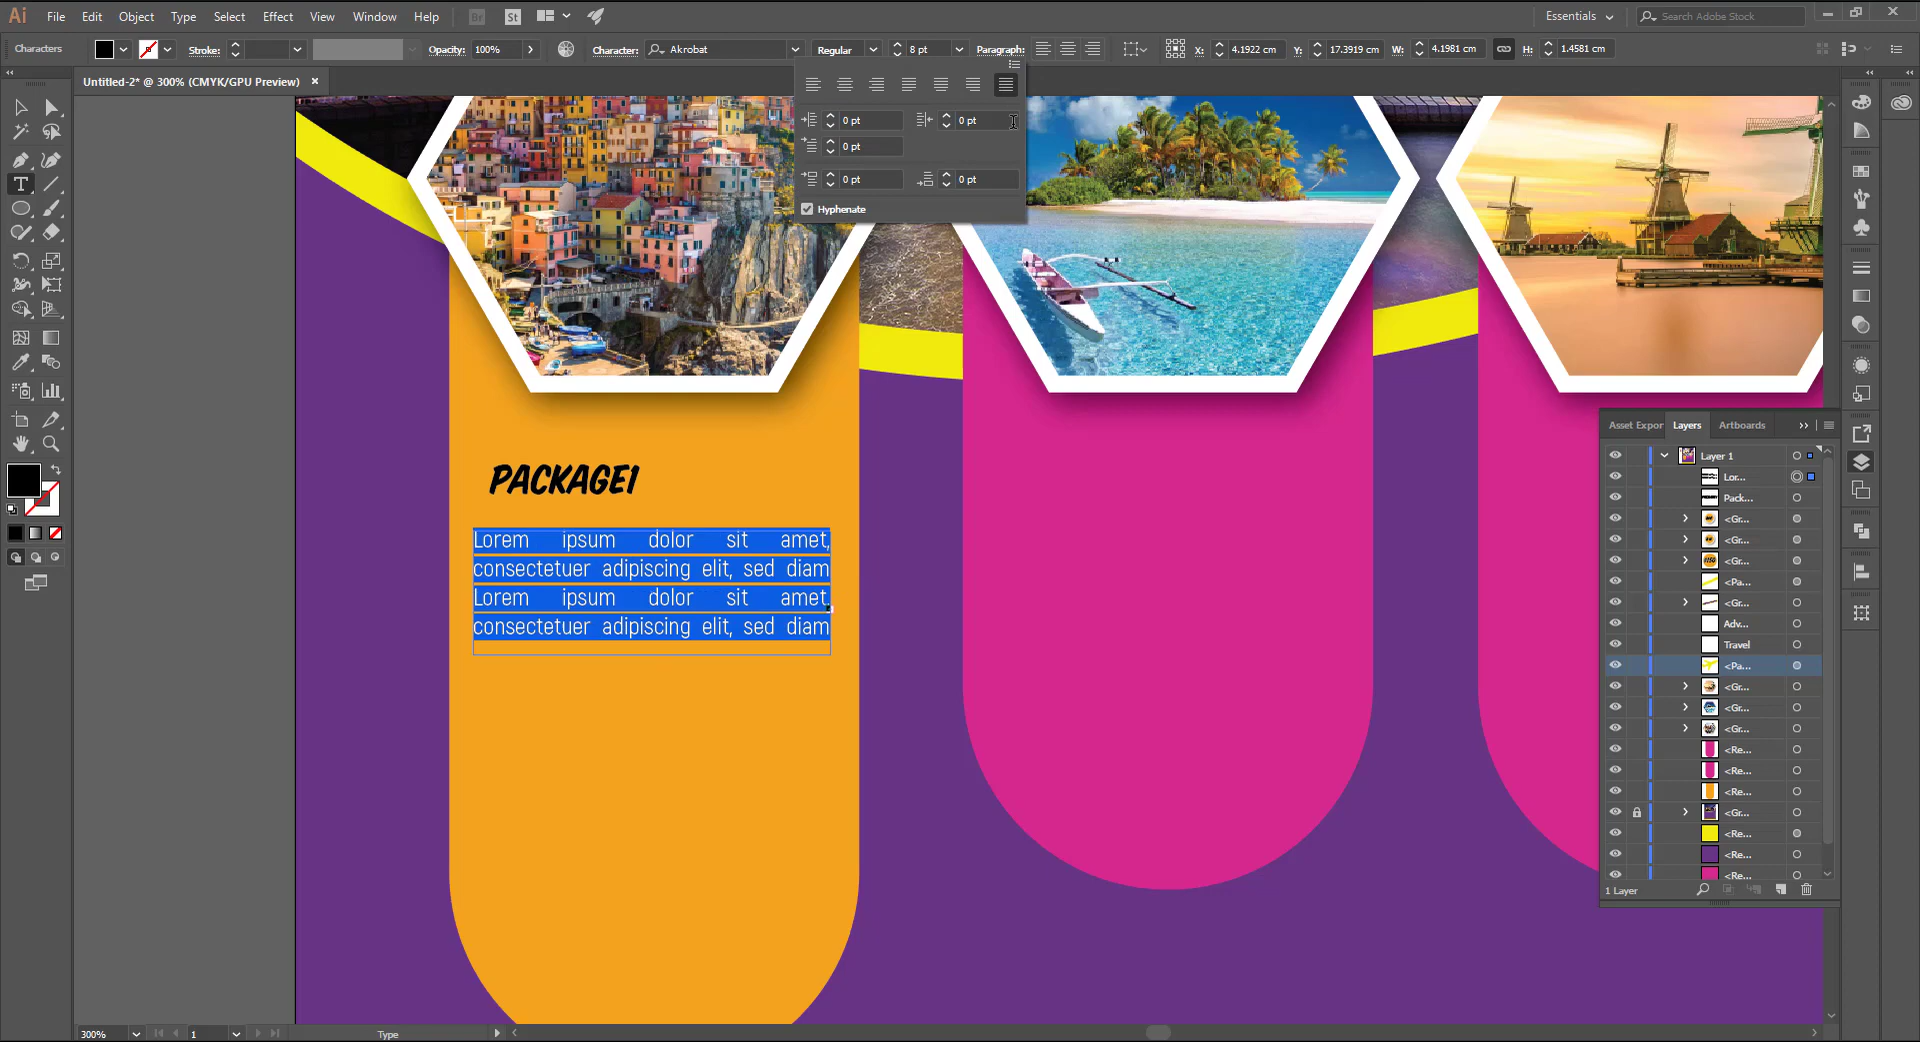 Ai File Edit Object Type Select Effect View Window Help Br St Essentials Search Adobe Stock
Characters Stroke: Opacity: 100% Character: Akrobat Regular 8 pt Paragraph: X: 4.1922 cm Y: 17.3919 cm W: 4.1981 cm H: 1.4581 cm
Untitled-2* @ 300% (CMYK/GPU Preview) ×
0 pt 0 pt
0 pt
0 pt 0 pt
Hyphenate
PACKAGE1
Lorem ipsum dolor sit amet,
consectetuer adipiscing elit, sed diam
Lorem ipsum dolor sit amet,
consectetuer adipiscing elit, sed diam
Asset Expor Layers Artboards
Layer 1
Lor...
Pack...
<Gr...
<Gr...
<Gr...
<Pa...
<Gr...
Adv...
Travel
<Pa...
<Gr...
<Gr...
<Gr...
<Re...
<Re...
<Re...
<Gr...
<Re...
<Re...
<Re...
1 Layer
300% 1 Type